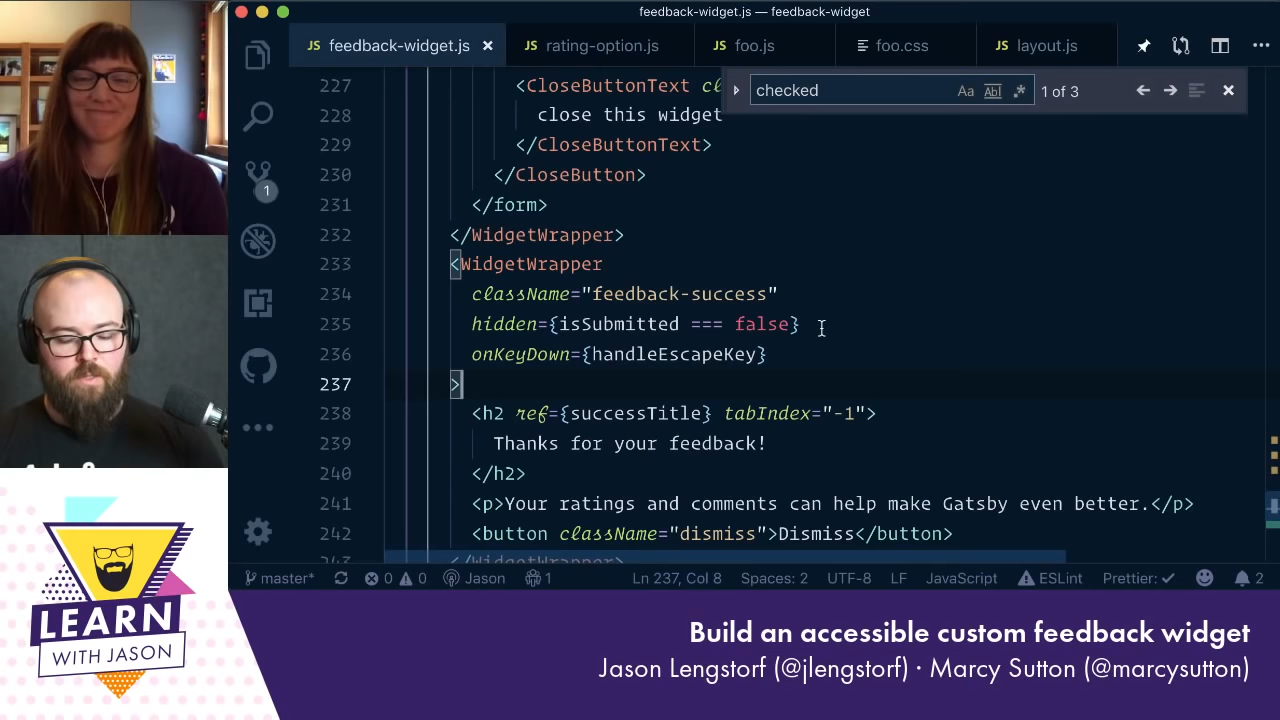 feedback-widget.js — feedback-widget
JS feedback-widget.js ×
JS rating-option.js
JS foo.js
foo.css
JS layout.js
checked
Aa Abl .* 1 of 3
1
227 <CloseButtonText cl
228 close this widget
229 </CloseButtonText>
230 </CloseButton>
231 </form>
232 </WidgetWrapper>
233 <WidgetWrapper
234 className="feedback-success"
235 hidden={isSubmitted === false}
236 onKeyDown={handleEscapeKey}
237 >
238 <h2 ref={successTitle} tabIndex="-1">
239 Thanks for your feedback!
240 </h2>
241 <p>Your ratings and comments can help make Gatsby even better.</p>
242 <button className="dismiss">Dismiss</button>
243 </WidgetWrapper>
master* 0 0 Jason 1 Ln 237, Col 8 Spaces: 2 UTF-8 LF JavaScript ESLint Prettier: ✓ 2
LEARN
WITH JASON
Build an accessible custom feedback widget
Jason Lengstorf (@jlengstorf) · Marcy Sutton (@marcysutton)